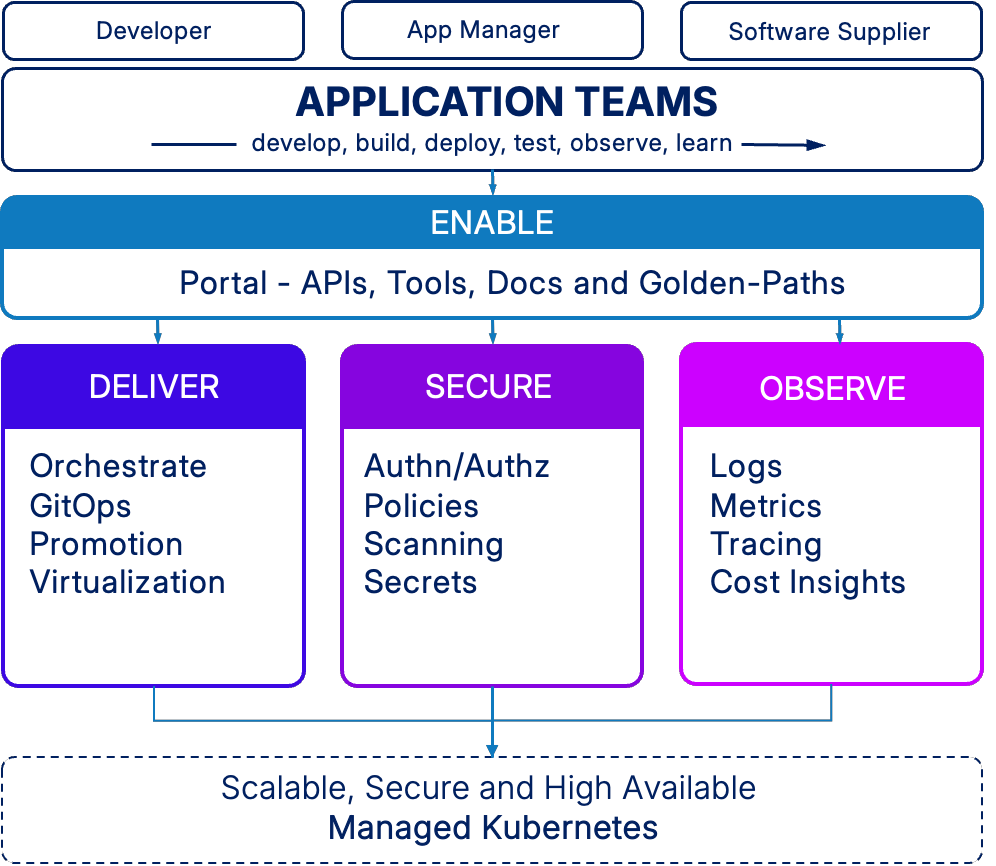 Developer
App Manager
Software Supplier
APPLICATION TEAMS
develop, build, deploy, test, observe, learn
ENABLE
Portal - APIs, Tools, Docs and Golden-Paths
DELIVER
Orchestrate
GitOps
Promotion
Virtualization
SECURE
Authn/Authz
Policies
Scanning
Secrets
OBSERVE
Logs
Metrics
Tracing
Cost Insights
Scalable, Secure and High Available
Managed Kubernetes